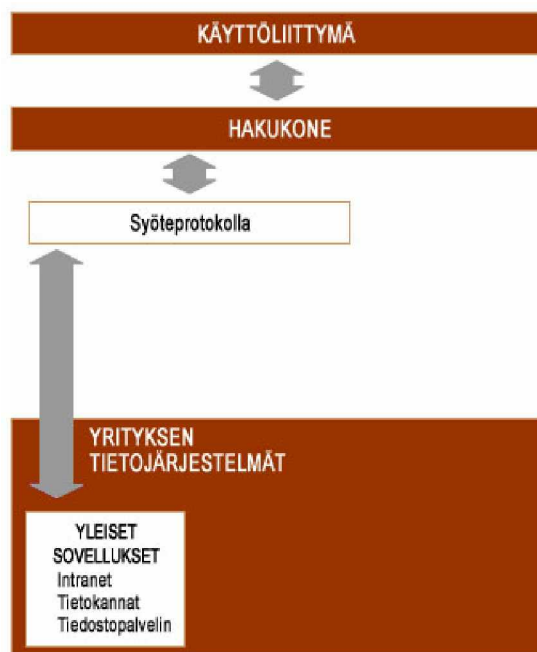 KÄYTTÖLIITTYMÄ
HAKUKONE
Syöteprotokolla
YRITYKSEN
TIETOJÄRJESTELMÄT
YLEISET
SOVELLUKSET
Intranet
Tietokannat
Tiedostopalvelin